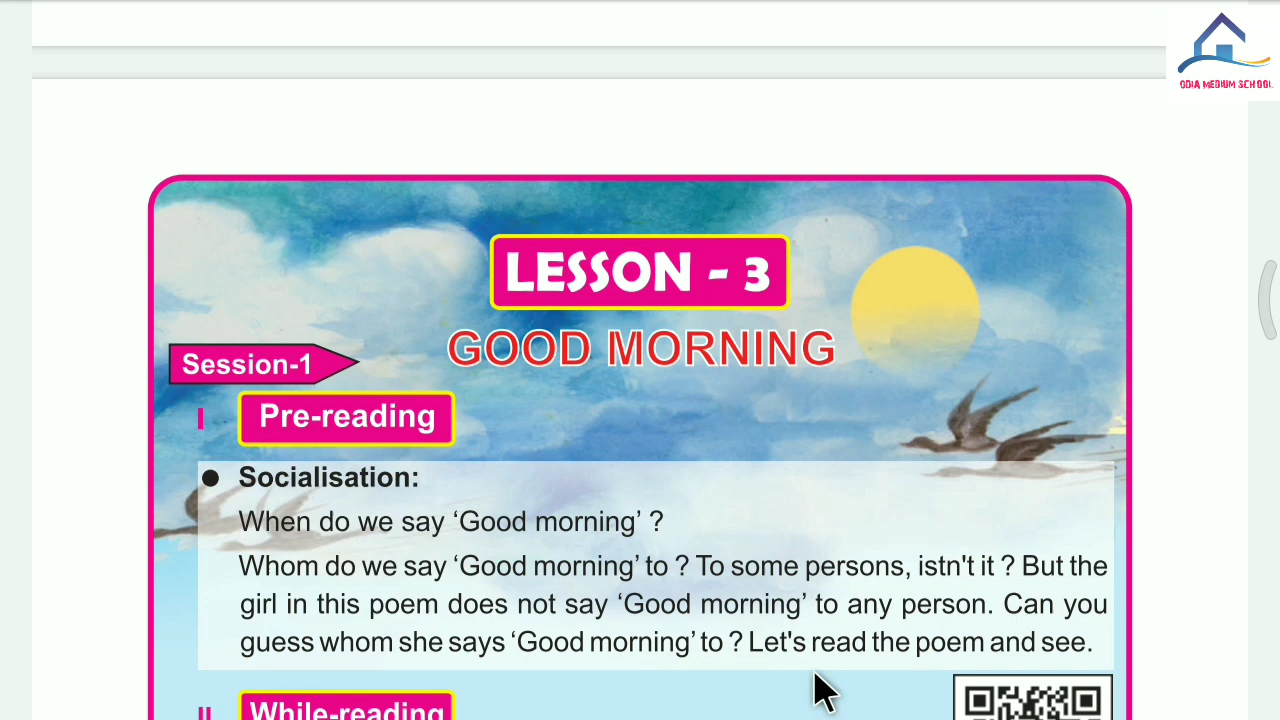 ODIA MEDIUM SCHOOL
LESSON - 3
GOOD MORNING
Session-1
I Pre-reading
● Socialisation:
When do we say ‘Good morning’ ?
Whom do we say ‘Good morning’ to ? To some persons, istn't it ? But the
girl in this poem does not say ‘Good morning’ to any person. Can you
guess whom she says ‘Good morning’ to ? Let's read the poem and see.
II While-reading